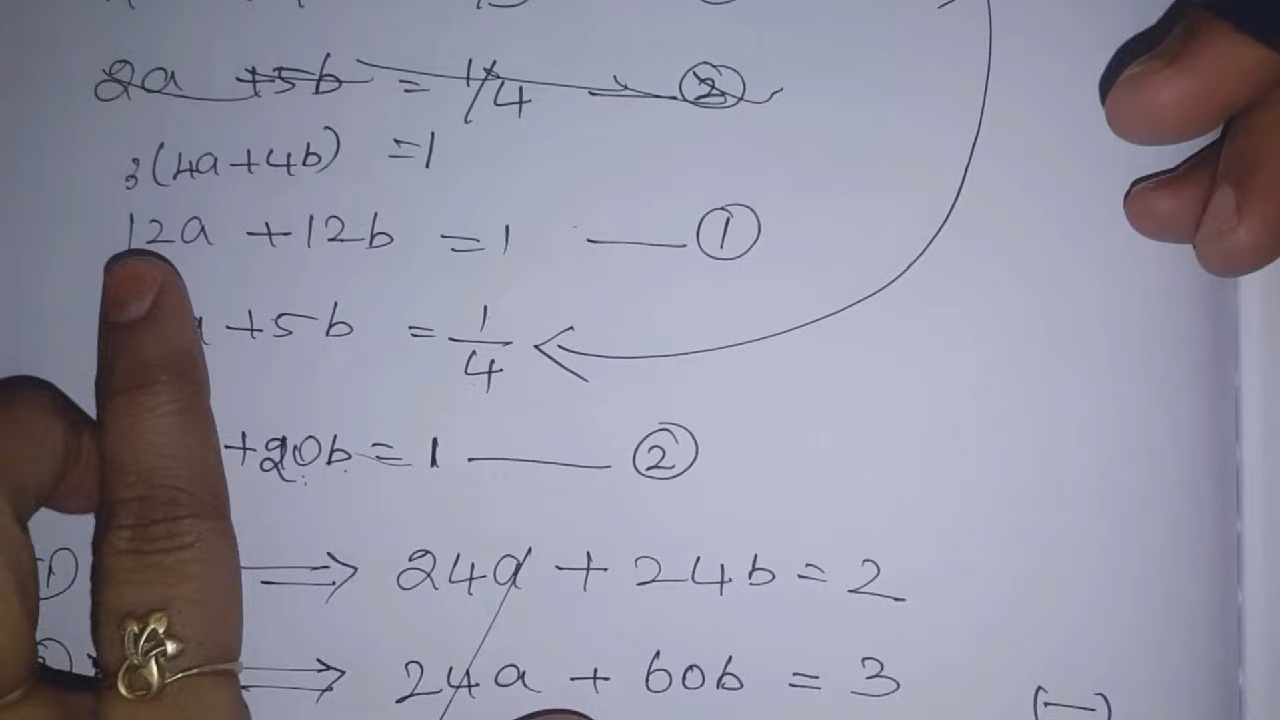 2a +5b = 1/4 — ②
3(4a+4b) =1
12a +12b =1 — ①
+5b = 1/4
+20b=1 — ②
⟹ 24a + 24b = 2
⟹ 24a + 60b = 3
(—)